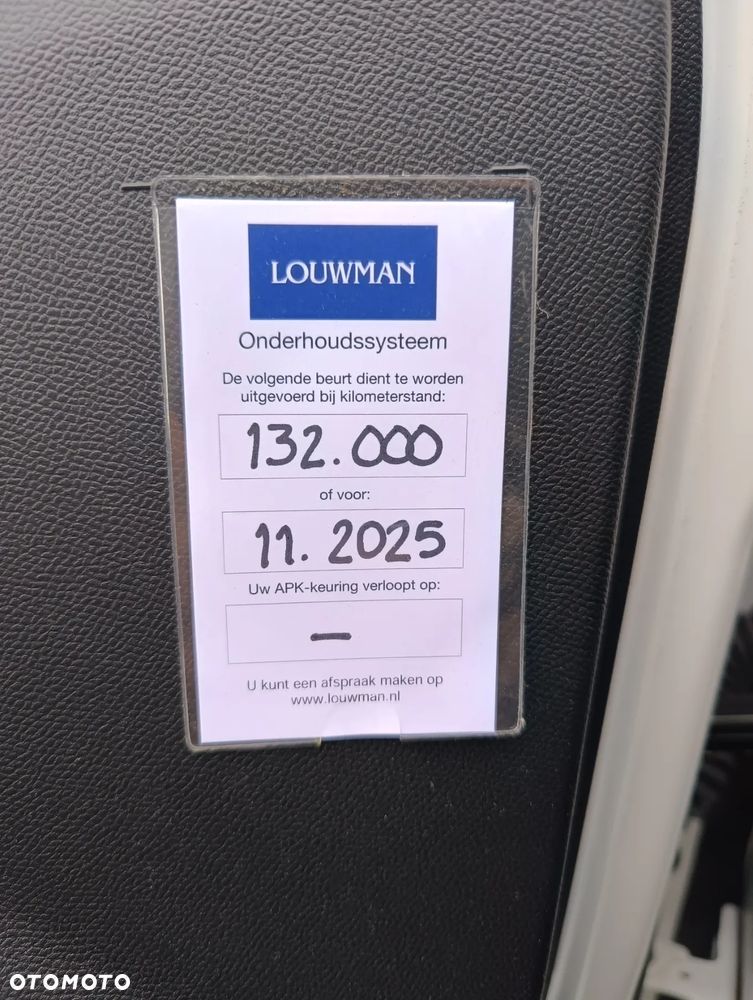 LOUWMAN
Onderhoudssysteem
De volgende beurt dient te worden
uitgevoerd bij kilometerstand:
132.000
of voor:
11.2025
Uw APK-keuring verloopt op:
–
U kunt een afspraak maken op
www.louwman.nl
OTOMOTO